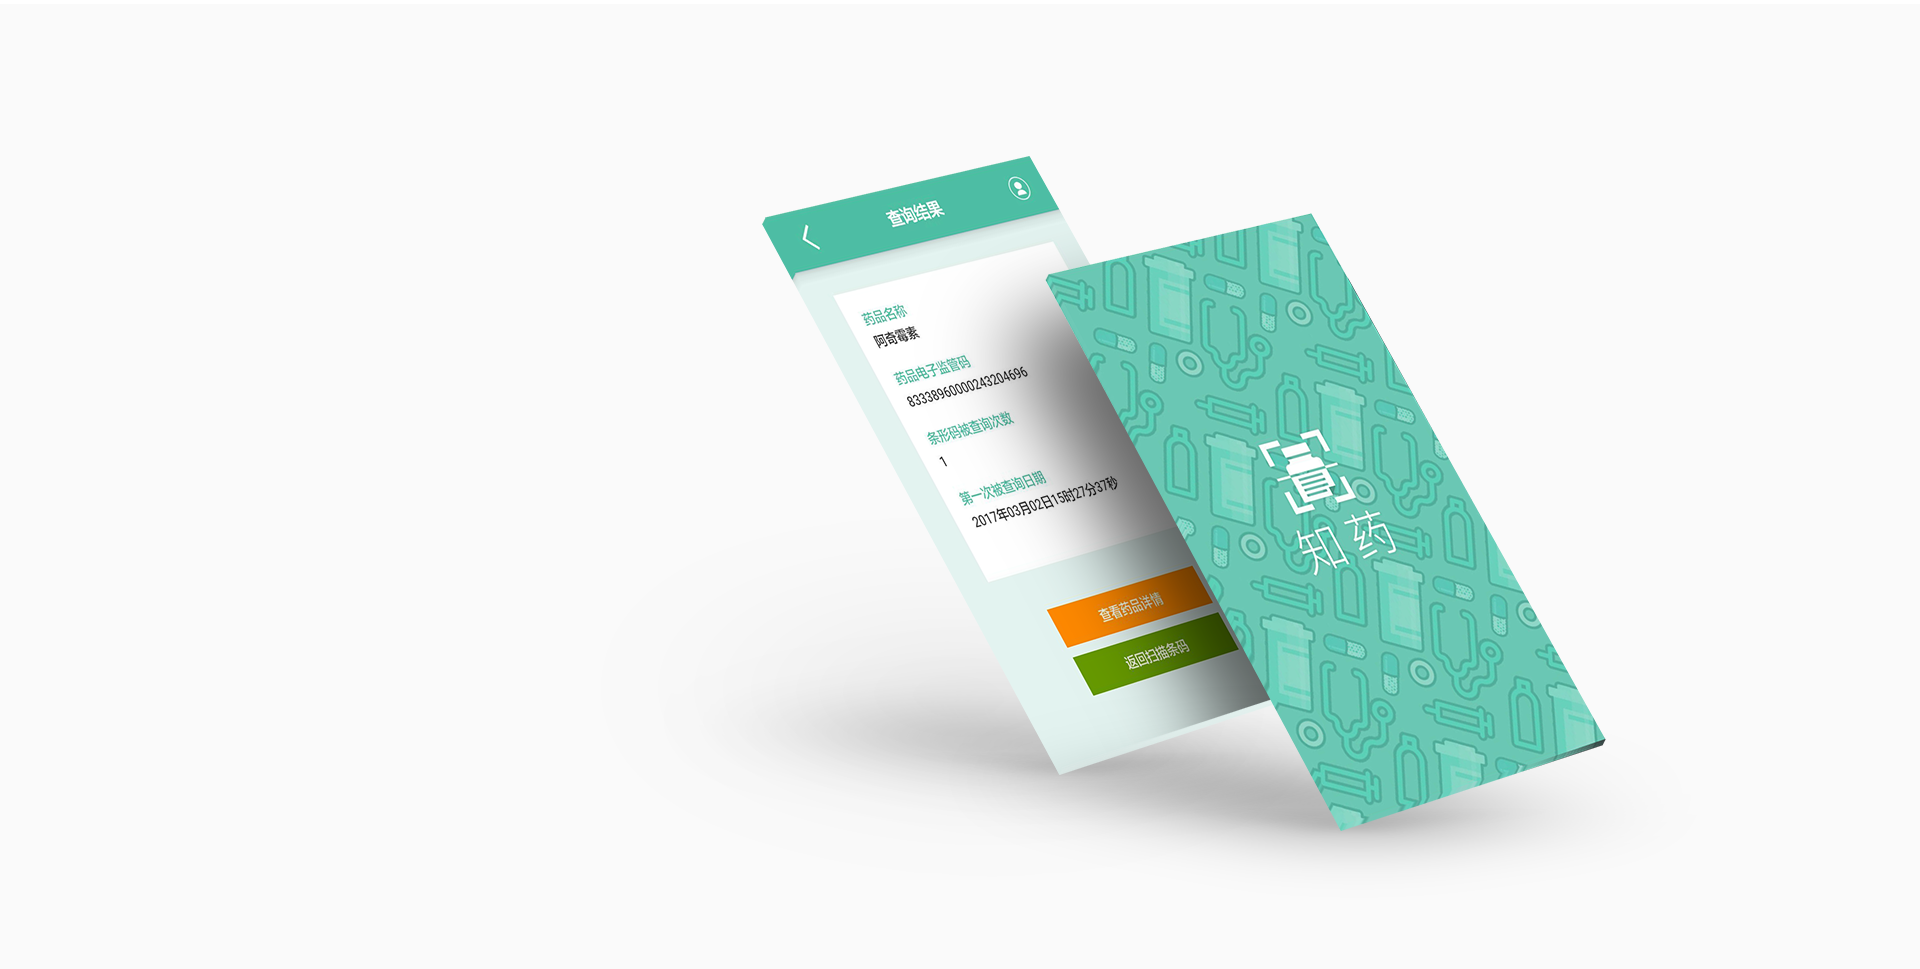 查询结果
药品名称
阿奇霉素
药品电子监管码
83338960000243204696
条形码被查询次数
1
第一次被查询日期
2017年03月02日15时27分37秒
查看药品详情
返回扫描条码
知药